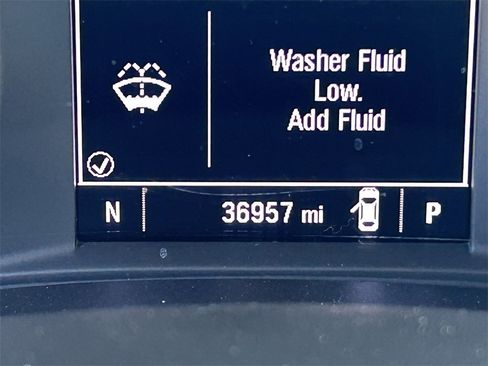 Washer Fluid
Low.
Add Fluid
N 36957 mi P